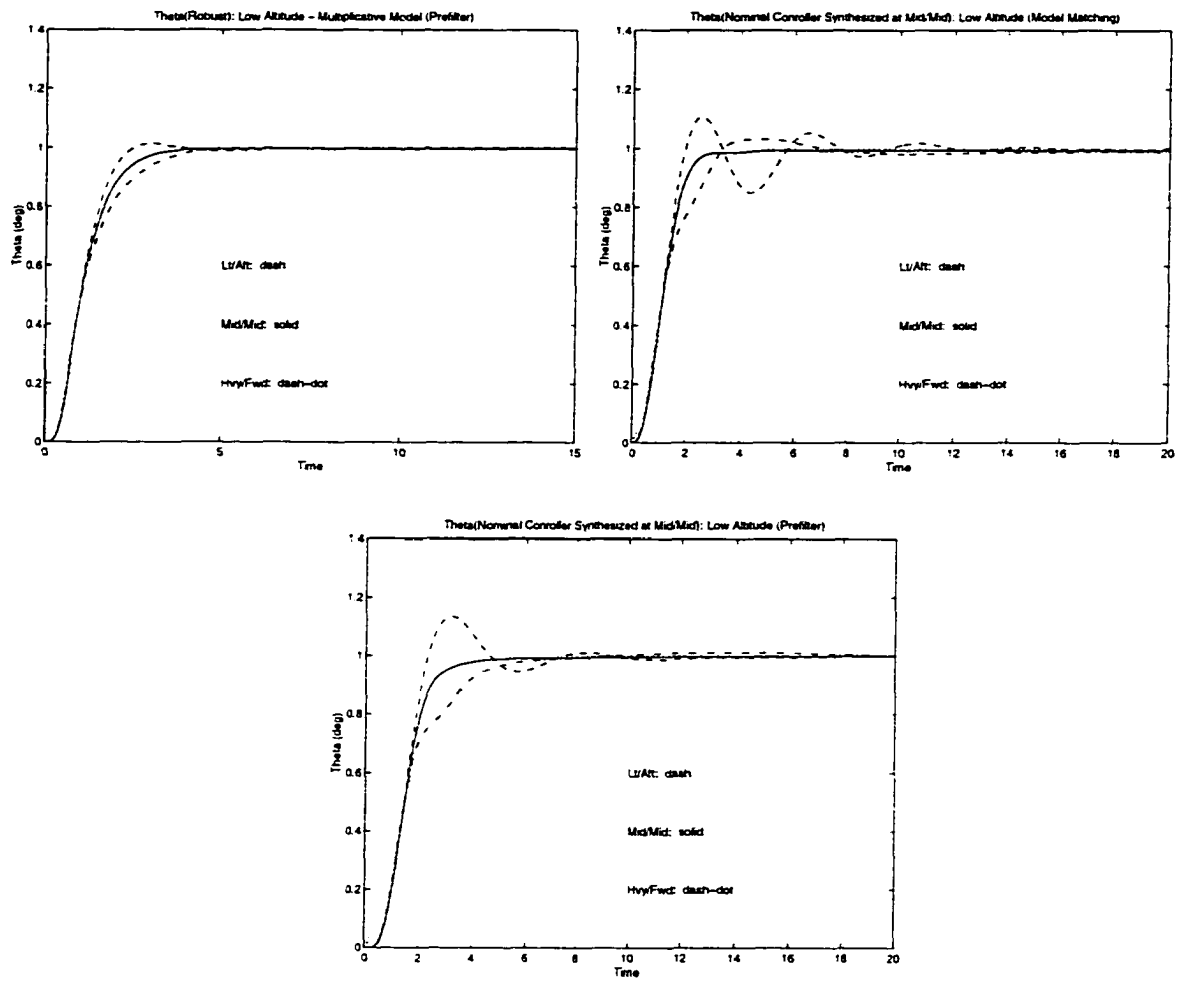 Theta(Robust): Low Altitude - Multiplicative Model (Prefilter)
1.4
1.2
1
0.8
0.6
0.4
0.2
0
Theta (deg)
Lt/Aft: dash
Mid/Mid: solid
Hvy/Fwd: dash-dot
0
5
10
15
Time
Theta(Nominal Conroller Synthesized at Mid/Mid): Low Altitude (Model Matching)
1.4
1.2
1
0.8
0.6
0.4
0.2
0
Theta (deg)
Lt/Aft: dash
Mid/Mid: solid
Hvy/Fwd: dash-dot
0 2 4 6 8 10 12 14 16 18 20
Time
Theta(Nominal Conroller Synthesized at Mid/Mid): Low Altitude (Prefilter)
1.4
1.2
1
0.8
0.6
0.4
0.2
0
Theta (deg)
Lt/Aft: dash
Mid/Mid: solid
Hvy/Fwd: dash-dot
0 2 4 6 8 10 12 14 16 18 20
Time